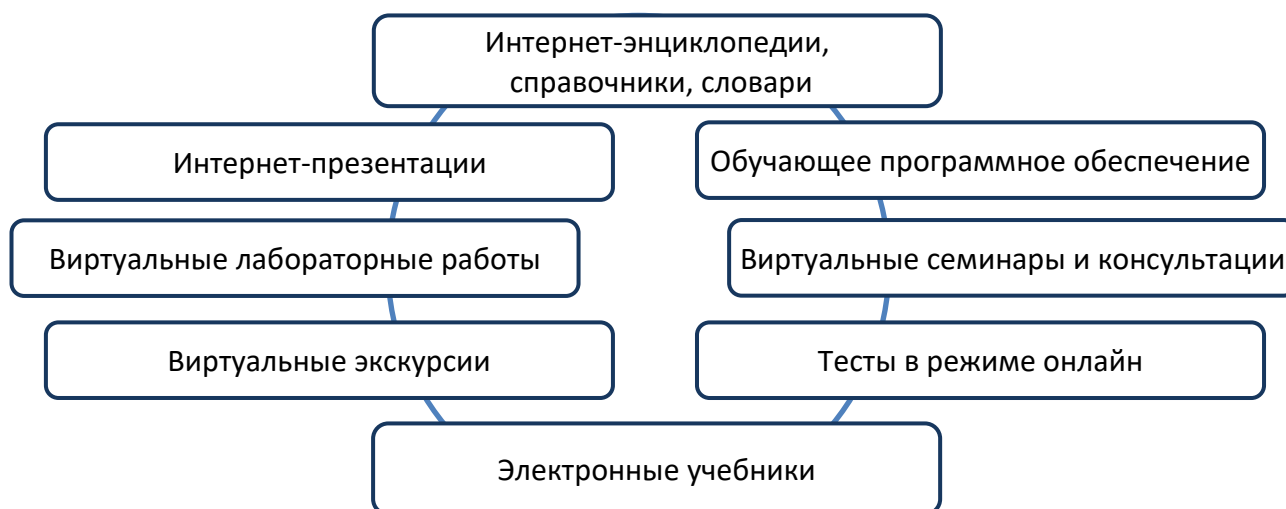 Интернет-энциклопедии,
справочники, словари
Интернет-презентации
Обучающее программное обеспечение
Виртуальные лабораторные работы
Виртуальные семинары и консультации
Виртуальные экскурсии
Тесты в режиме онлайн
Электронные учебники